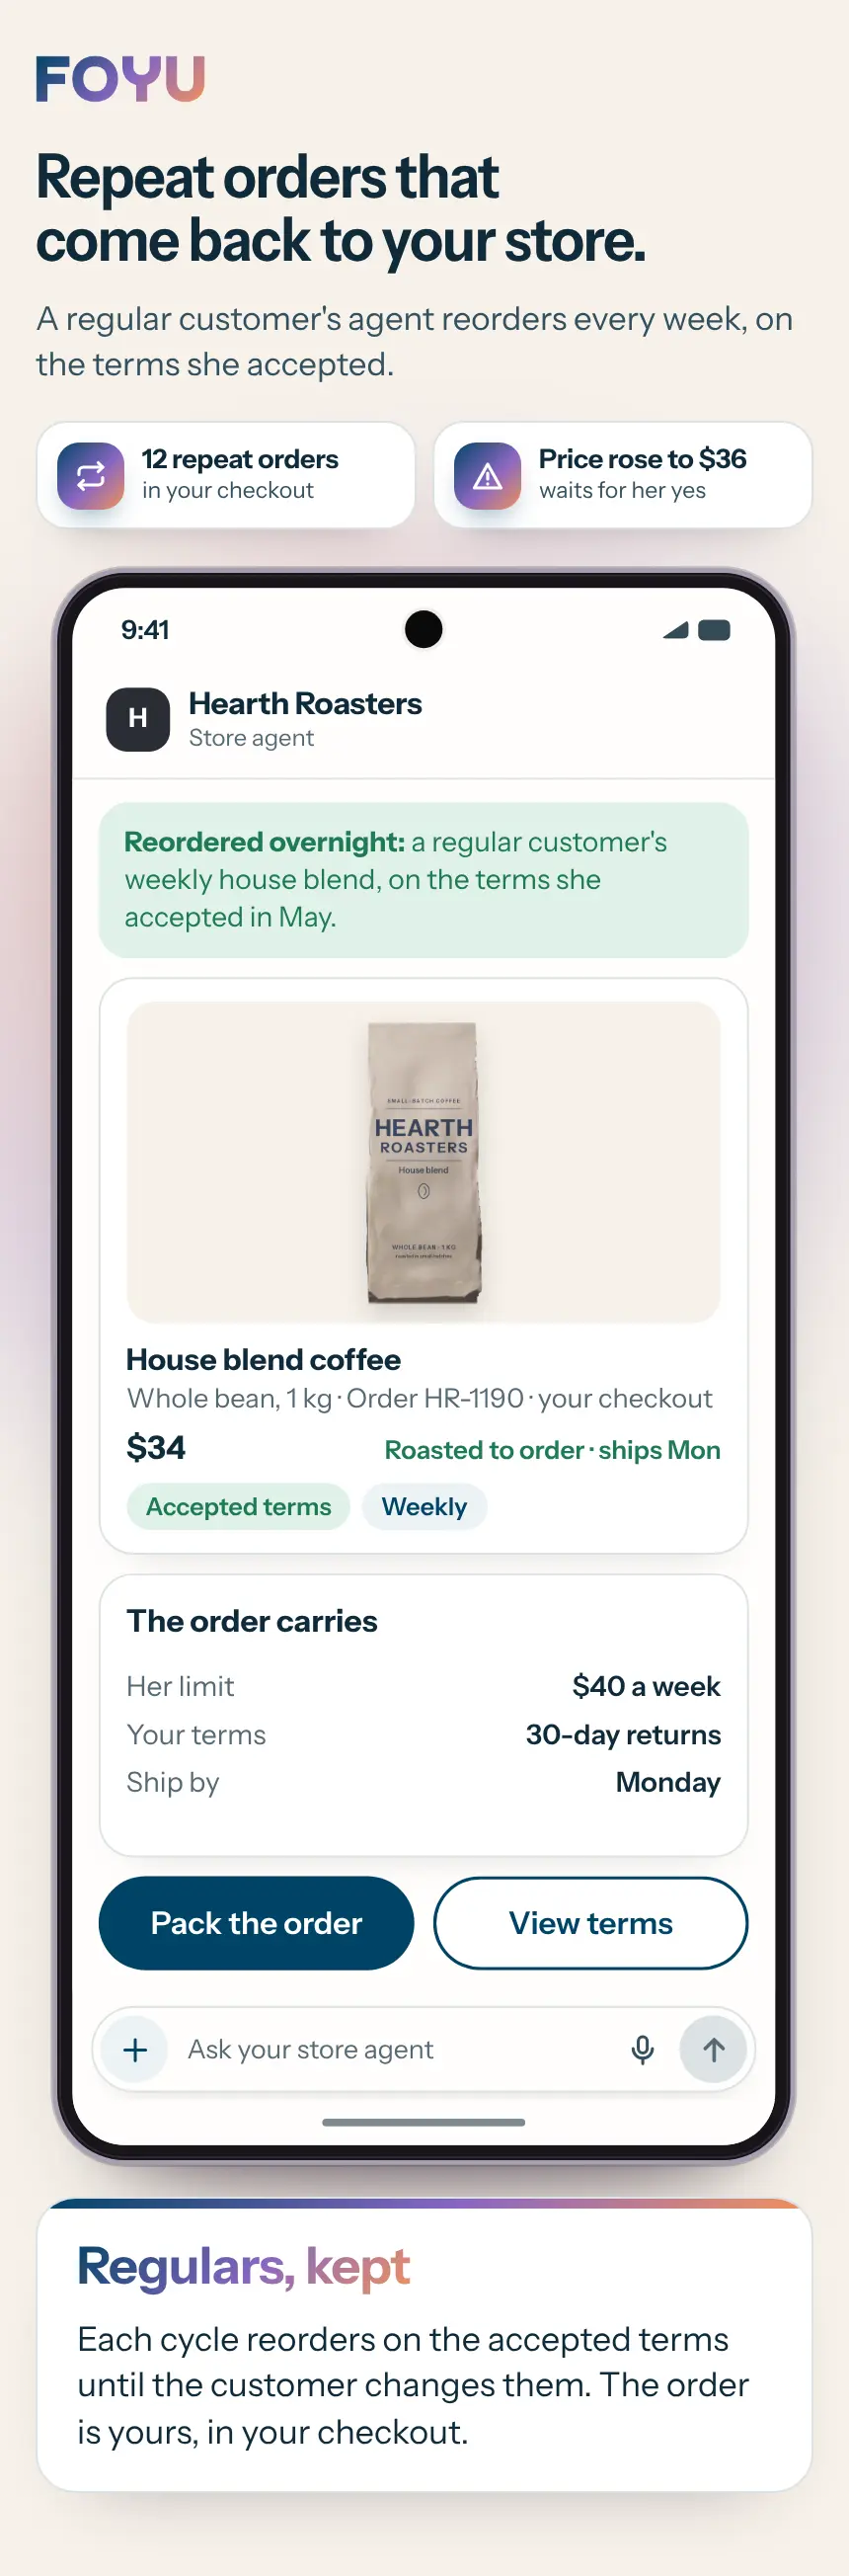 FOYU
Repeat orders that
come back to your store.
A regular customer's agent reorders every week, on
the terms she accepted.
12 repeat orders
in your checkout
Price rose to $36
waits for her yes
9:41
H
Hearth Roasters
Store agent
Reordered overnight: a regular customer's
weekly house blend, on the terms she
accepted in May.
SMALL-BATCH COFFEE
HEARTH
ROASTERS
House blend
WHOLE BEAN · 1 KG
roasted in small batches
House blend coffee
Whole bean, 1 kg · Order HR-1190 · your checkout
$34
Roasted to order · ships Mon
Accepted terms
Weekly
The order carries
Her limit
$40 a week
Your terms
30-day returns
Ship by
Monday
Pack the order
View terms
Ask your store agent
Regulars, kept
Each cycle reorders on the accepted terms
until the customer changes them. The order
is yours, in your checkout.